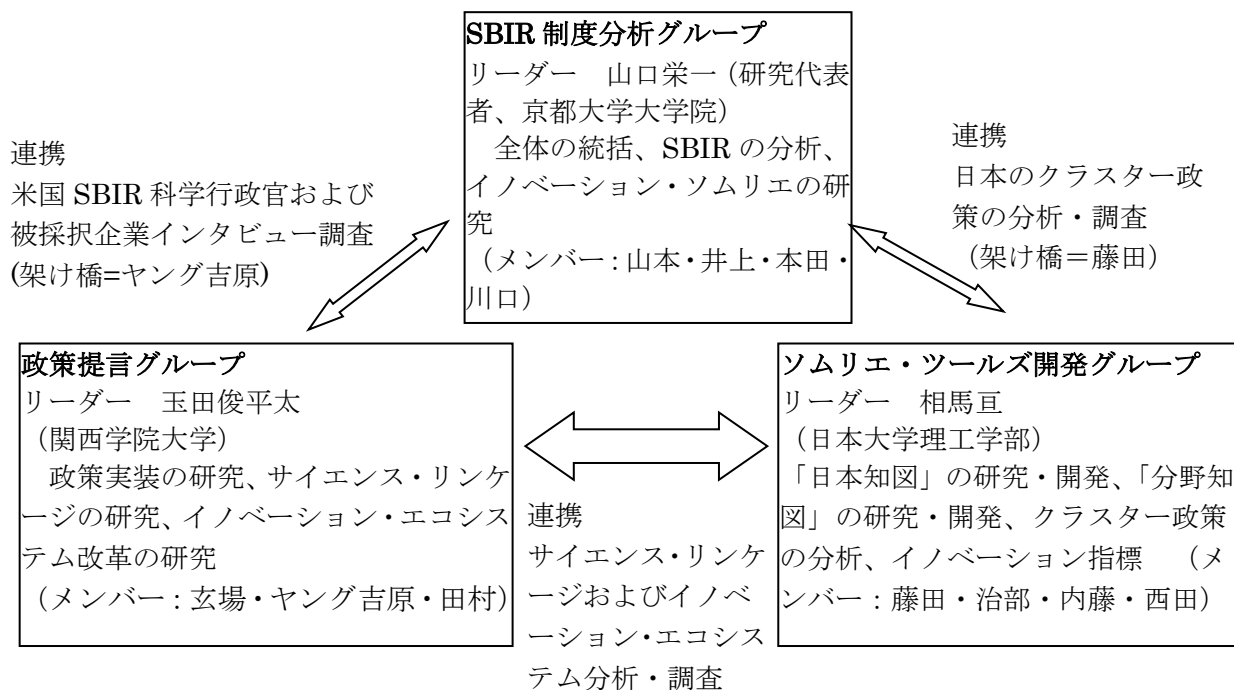 SBIR 制度分析グループ
リーダー　山口栄一（研究代表
者、京都大学大学院）
　全体の統括、SBIR の分析、
イノベーション・ソムリエの研
究
（メンバー：山本・井上・本田・
川口）
連携
米国 SBIR 科学行政官および
被採択企業インタビュー調査
(架け橋=ヤング吉原)
連携
日本のクラスター政
策の分析・調査
（架け橋＝藤田）
政策提言グループ
リーダー　玉田俊平太
（関西学院大学）
　政策実装の研究、サイエンス・リンケ
ージの研究、イノベーション・エコシス
テム改革の研究
（メンバー：玄場・ヤング吉原・田村）
連携
サイエンス・リンケ
ージおよびイノベ
ーション・エコシス
テム分析・調査
ソムリエ・ツールズ開発グループ
リーダー　相馬亘
（日本大学理工学部）
「日本知図」の研究・開発、「分野知
図」の研究・開発、クラスター政策
の分析、イノベーション指標　（メ
ンバー：藤田・治部・内藤・西田）